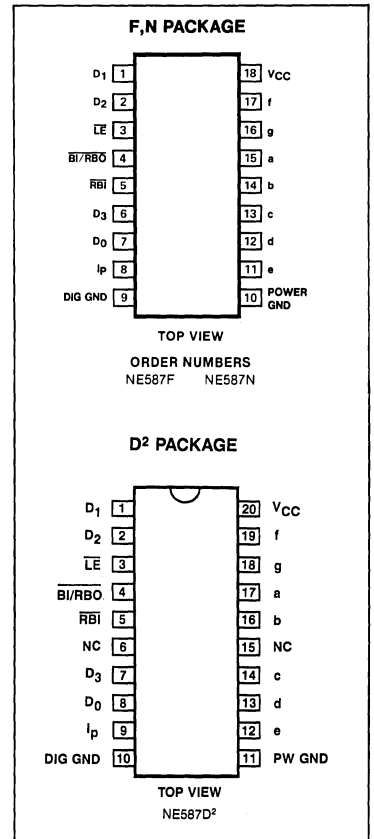 F,N PACKAGE
D1 1 18 VCC
D2 2 17 f
LE 3 16 g
BI/RBO 4 15 a
RBI 5 14 b
D3 6 13 c
D0 7 12 d
IP 8 11 e
DIG GND 9 10 POWER GND
TOP VIEW
ORDER NUMBERS
NE587F NE587N
D2 PACKAGE
D1 1 20 VCC
D2 2 19 f
LE 3 18 g
BI/RBO 4 17 a
RBI 5 16 b
NC 6 15 NC
D3 7 14 c
D0 8 13 d
Ip 9 12 e
DIG GND 10 11 PW GND
TOP VIEW
NE587D2